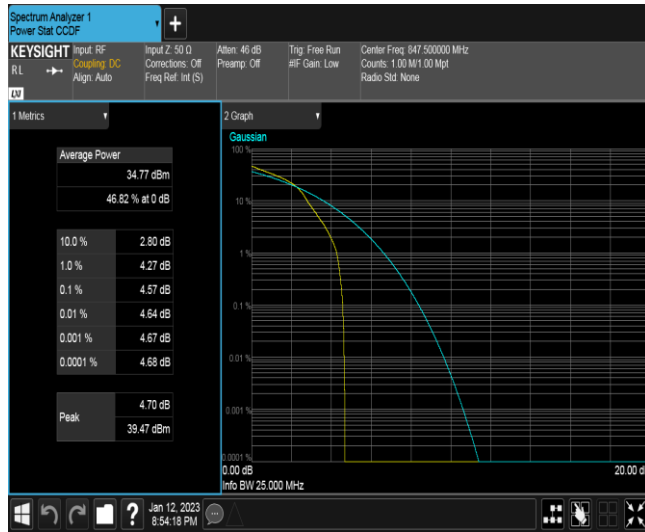 Spectrum Analyzer 1
Power Stat CCDF
+
KEYSIGHT
RL
LXI
Input: RF
Coupling: DC
Align: Auto
Input Z: 50 Ω
Corrections: Off
Freq Ref: Int (S)
Atten: 46 dB
Preamp: Off
Trig: Free Run
#IF Gain: Low
Center Freq: 847.500000 MHz
Counts: 1.00 M/1.00 Mpt
Radio Std: None
1 Metrics
Average Power
34.77 dBm
46.82 % at 0 dB
10.0 % 2.80 dB
1.0 % 4.27 dB
0.1 % 4.57 dB
0.01 % 4.64 dB
0.001 % 4.67 dB
0.0001 % 4.68 dB
Peak
4.70 dB
39.47 dBm
2 Graph
Gaussian
100 %
10 %
1 %
0.1 %
0.01 %
0.001 %
0.0001 %
0.00 dB 20.00 d
Info BW 25.000 MHz
?
Jan 12, 2023
8:54:18 PM